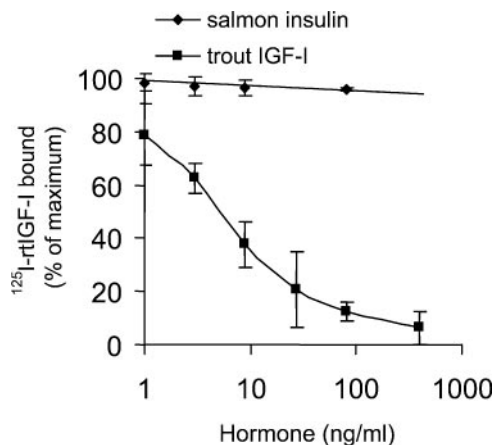 salmon insulin
trout IGF-I
¹²⁵I-rtIGF-I bound
(% of maximum)
100
80
60
40
20
0
1
10
100
1000
Hormone (ng/ml)